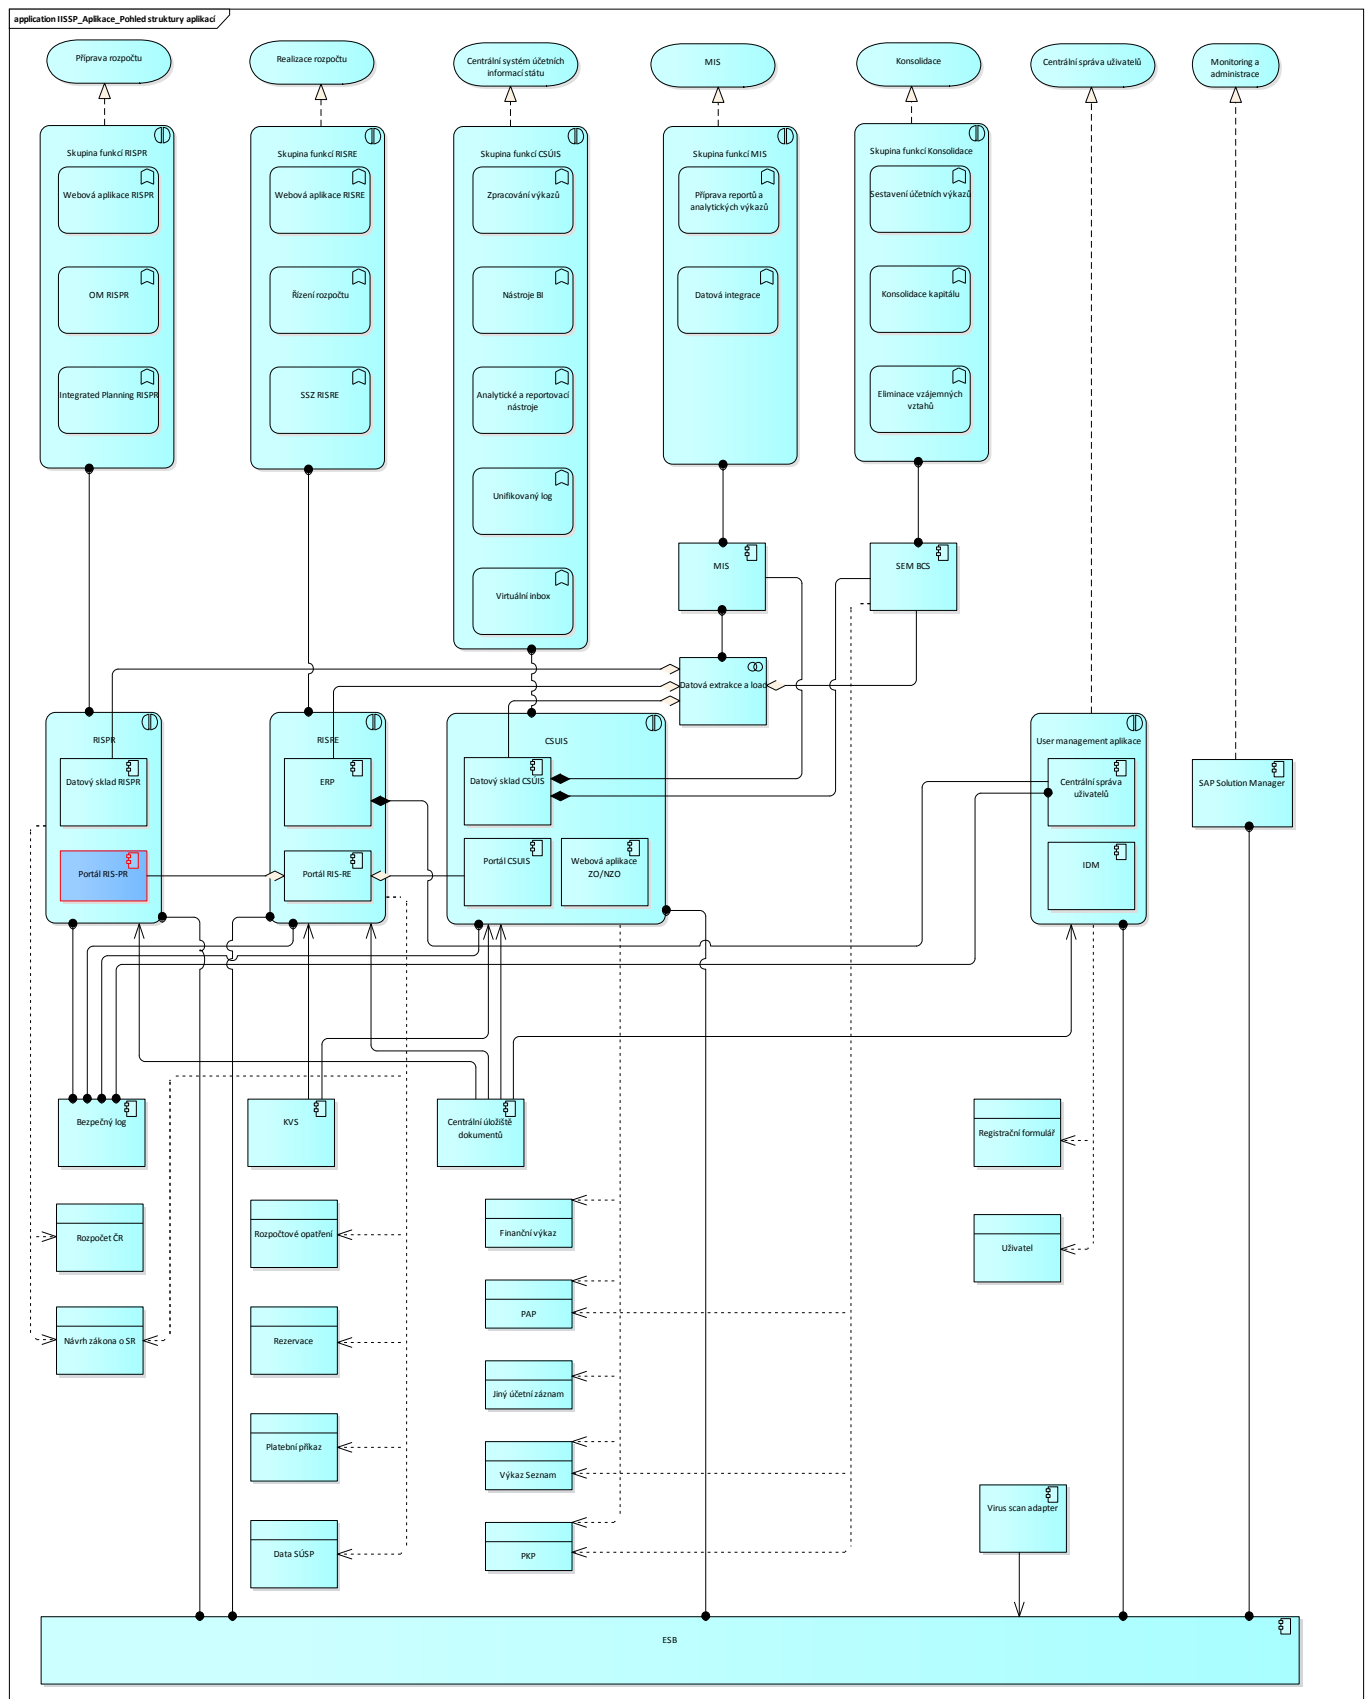 application IISSP_Aplikace_Pohled struktury aplikací
Příprava rozpočtu
Realizace rozpočtu
Centrální systém účetních
informací státu
MIS
Konsolidace
Centrální správa uživatelů
Monitoring a
administrace
Skupina funkcí RISPR
Webová aplikace RISPR
OM RISPR
Integrated Planning RISPR
Skupina funkcí RISRE
Webová aplikace RISRE
Řízení rozpočtu
SSZ RISRE
Skupina funkcí CSÚIS
Zpracování výkazů
Nástroje BI
Analytické a reportovací
nástroje
Unifikovaný log
Virtuální inbox
Skupina funkcí MIS
Příprava reportů a
analytických výkazů
Datová integrace
Skupina funkcí Konsolidace
Sestavení účetních výkazů
Konsolidace kapitálu
Eliminace vzájemných
vztahů
MIS
SEM BCS
Datová extrakce a load
RISPR
Datový sklad RISPR
Portál RIS-PR
RISRE
ERP
Portál RIS-RE
CSUIS
Datový sklad CSÚIS
Portál CSUIS
Webová aplikace
ZO/NZO
User management aplikace
Centrální správa
uživatelů
IDM
SAP Solution Manager
Bezpečný log
KVS
Centrální úložiště
dokumentů
Registrační formulář
Rozpočet ČR
Rozpočtové opatření
Finanční výkaz
Uživatel
Návrh zákona o SR
Rezervace
PAP
Jiný účetní záznam
Platební příkaz
Výkaz Seznam
Virus scan adapter
Data SÚSP
PKP
ESB